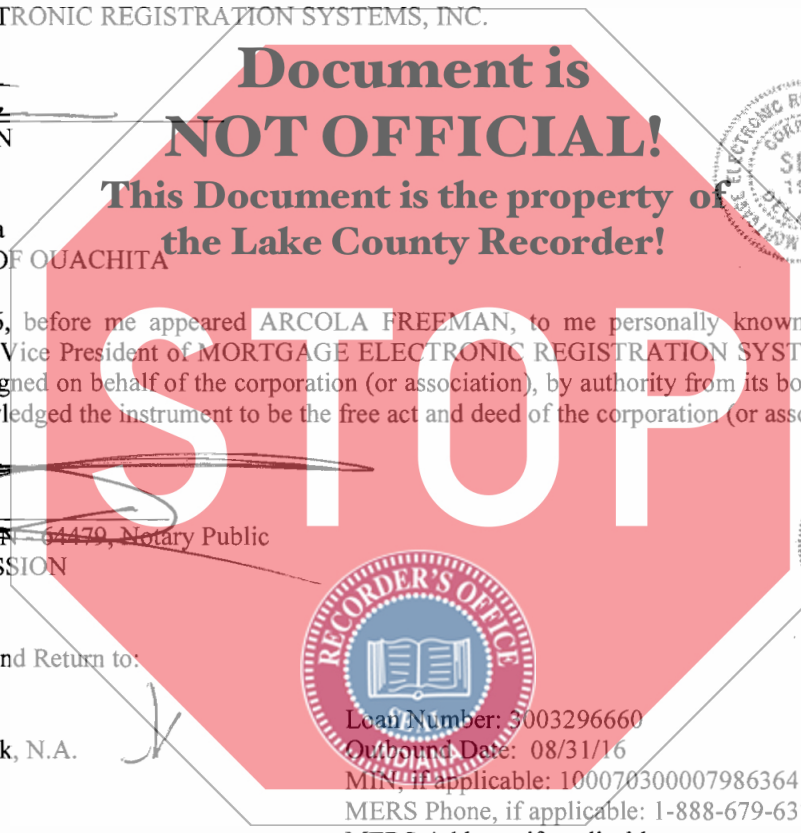 TRONIC REGISTRATION SYSTEMS, INC.
Document is
NOT OFFICIAL!
This Document is the property of
the Lake County Recorder!
N
a
OF OUACHITA
6, before me appeared ARCOLA FREEMAN, to me personally known
Vice President of MORTGAGE ELECTRONIC REGISTRATION SYST
gned on behalf of the corporation (or association), by authority from its bo
ledged the instrument to be the free act and deed of the corporation (or asso
STOP
N - 64479, Notary Public
SSION
RECORDER'S OFFICE
SEAL
INDIANA
nd Return to:
k, N.A.
Loan Number: 3003296660
Outbound Date: 08/31/16
MIN, if applicable: 100070300007986364
MERS Phone, if applicable: 1-888-679-63